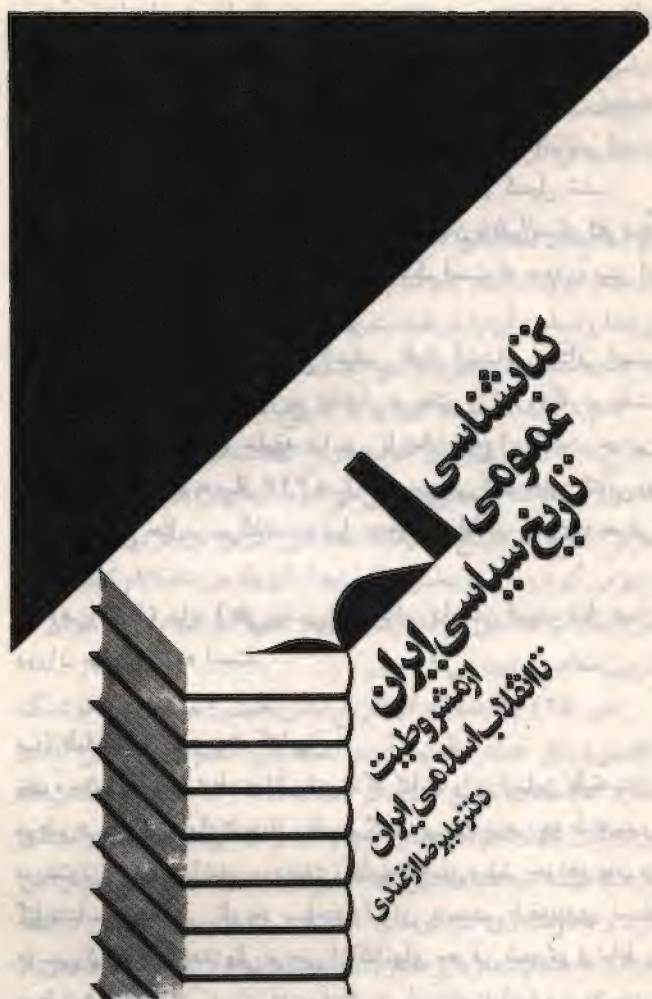 کتابشناسی
عمومی
تاریخ سیاسی ایران
از مشروطیت
تا انقلاب اسلامی ایران
دکتر علیرضا ازغندی